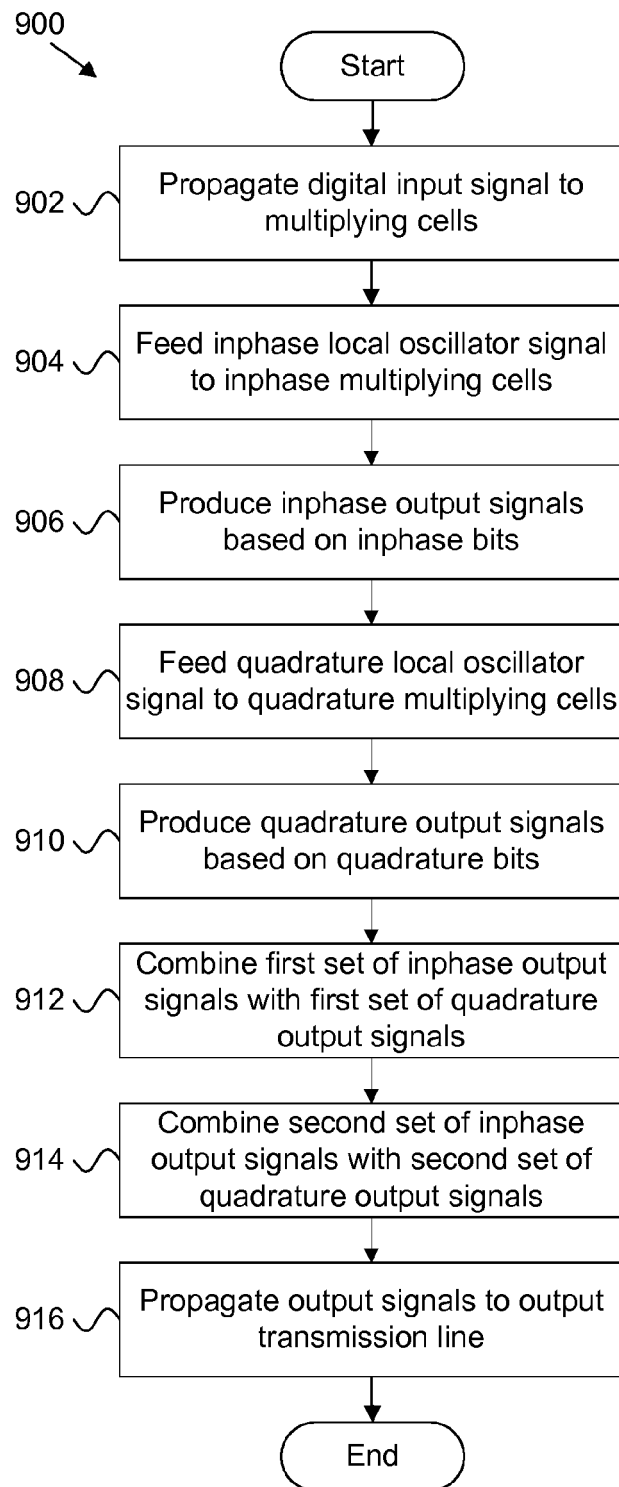 900
Start
902
Propagate digital input signal to
multiplying cells
904
Feed inphase local oscillator signal
to inphase multiplying cells
906
Produce inphase output signals
based on inphase bits
908
Feed quadrature local oscillator
signal to quadrature multiplying cells
910
Produce quadrature output signals
based on quadrature bits
912
Combine first set of inphase output
signals with first set of quadrature
output signals
914
Combine second set of inphase
output signals with second set of
quadrature output signals
916
Propagate output signals to output
transmission line
End